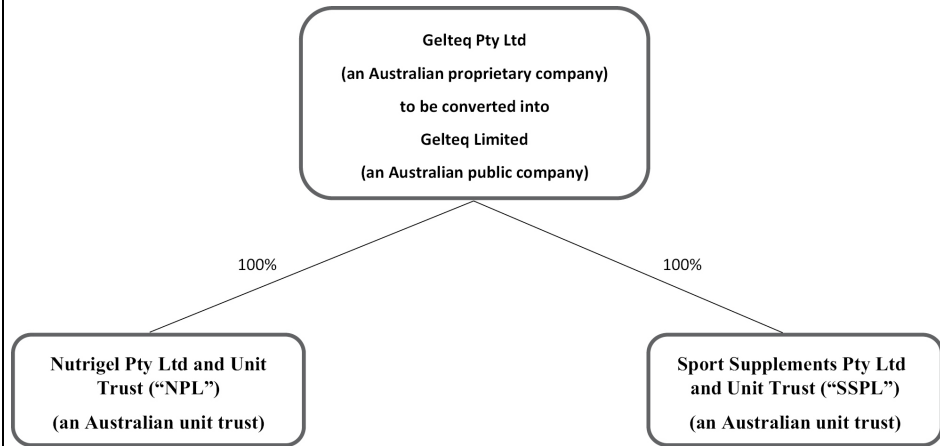 Gelteq Pty Ltd
(an Australian proprietary company)
to be converted into
Gelteq Limited
(an Australian public company)
100%
100%
Nutrigel Pty Ltd and Unit
Trust (“NPL”)
(an Australian unit trust)
Sport Supplements Pty Ltd
and Unit Trust (“SSPL”)
(an Australian unit trust)